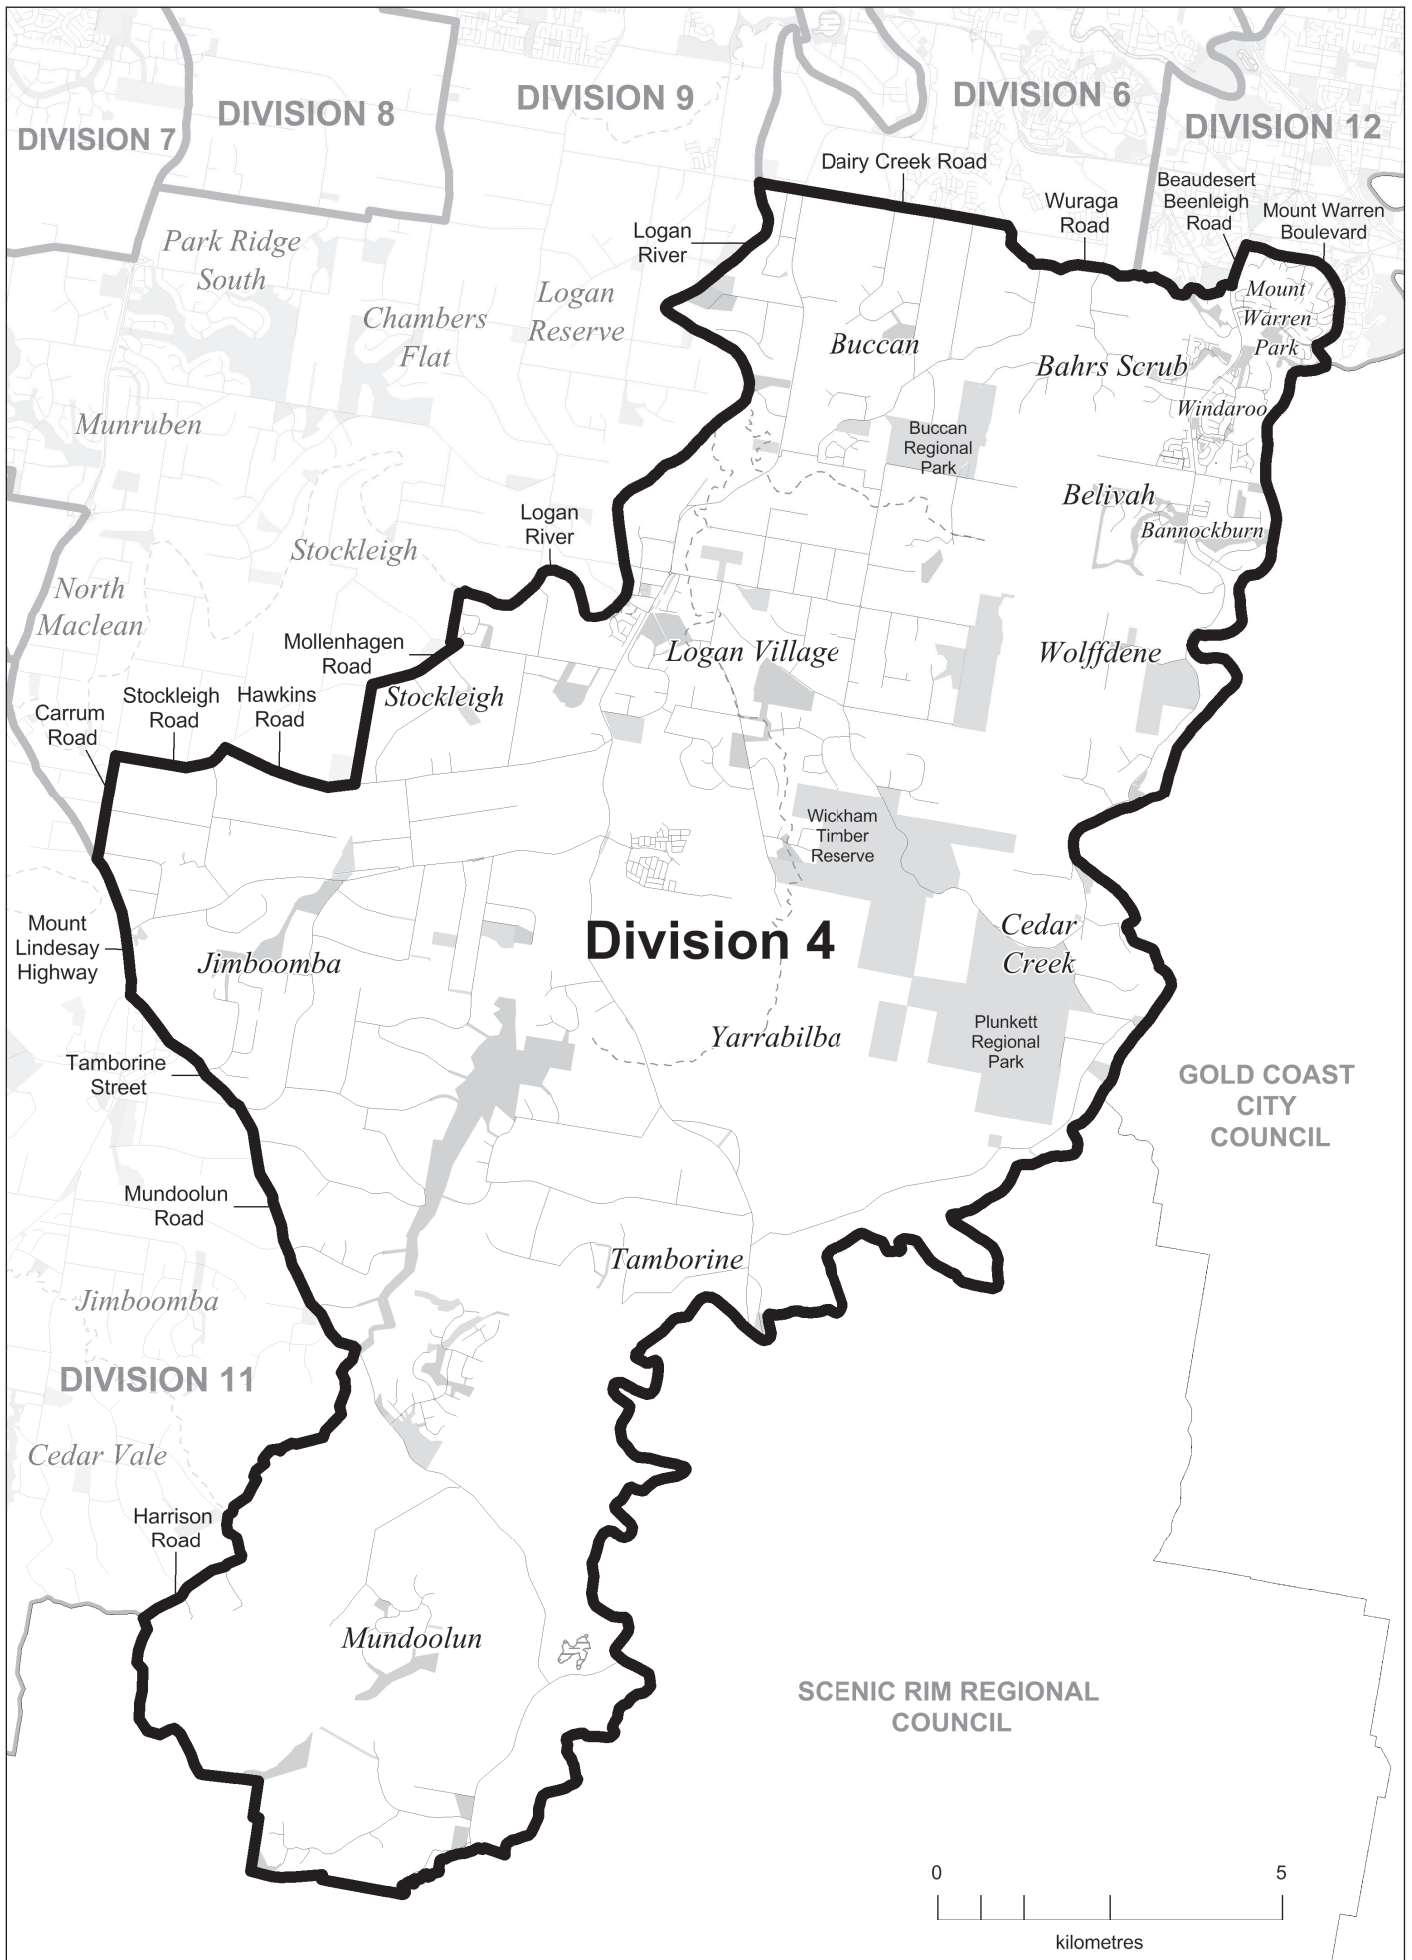 DIVISION 7
DIVISION 8
DIVISION 9
DIVISION 6
DIVISION 12
Dairy Creek Road
Wuraga
Road
Beaudesert
Beenleigh
Road
Mount Warren
Boulevard
Logan
River
Park Ridge
South
Chambers
Flat
Logan
Reserve
Mount
Warren
Park
Buccan
Bahrs Scrub
Windaroo
Munruben
Buccan
Regional
Park
Belivah
Bannockburn
Logan
River
Stockleigh
North
Maclean
Mollenhagen
Road
Logan Village
Wolffdene
Stockleigh
Stockleigh
Road
Hawkins
Road
Carrum
Road
Wickham
Timber
Reserve
Mount
Lindesay
Highway
Jimboomba
Division 4
Cedar
Creek
Yarrabilba
Plunkett
Regional
Park
Tamborine
Street
GOLD COAST
CITY
COUNCIL
Mundoolun
Road
Tamborine
Jimboomba
DIVISION 11
Cedar Vale
Harrison
Road
Mundoolun
SCENIC RIM REGIONAL
COUNCIL
0 5
kilometres